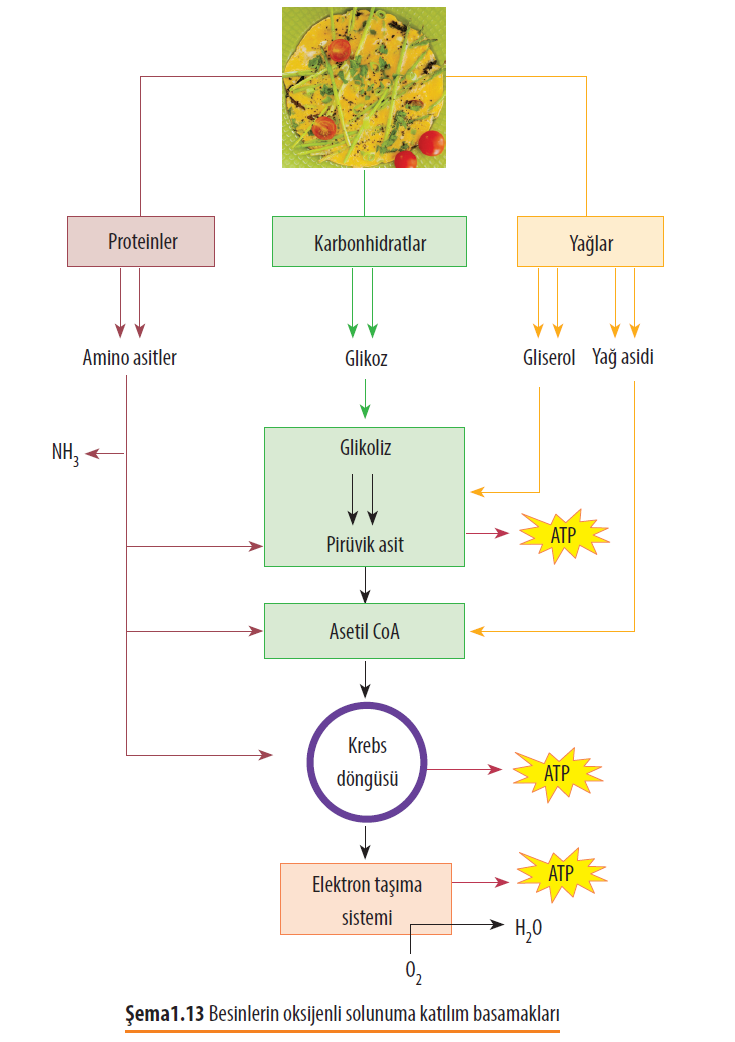 Proteinler
Karbonhidratlar
Yağlar
Amino asitler
Glikoz
Gliserol
Yağ asidi
NH3
Glikoliz
Pirüvik asit
ATP
Asetil CoA
Krebs
döngüsü
ATP
Elektron taşıma
sistemi
ATP
H2O
O2
Şema1.13 Besinlerin oksijenli solunuma katılım basamakları